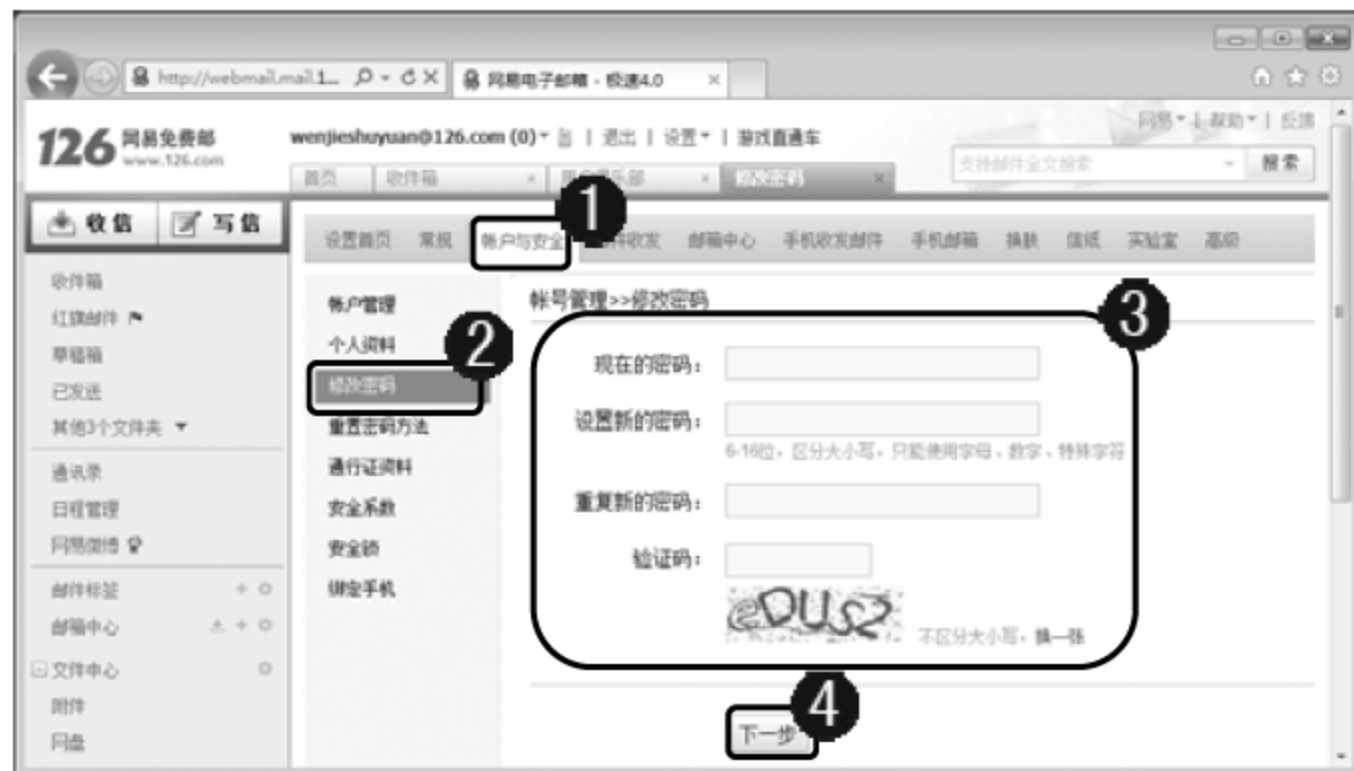 http://webmail.mail.1... 网易电子邮箱 - 极速4.0
126 网易免费邮
www.126.com
wenjieshuyuan@126.com (0) | 退出 | 设置 | 游戏直通车
网易 | 帮助 | 反馈
支持邮件全文搜索 搜索
首页 收件箱 俱乐部 修改密码
收信 写信
设置首页 常规 帐户与安全 件收发 邮箱中心 手机收发邮件 手机邮箱 换肤 信纸 实验室 高级
1
收件箱
红旗邮件
草稿箱
已发送
其他3个文件夹
通讯录
日程管理
网易微博
邮件标签
邮箱中心
文件中心
附件
网盘
帐户管理
个人资料
修改密码
2
重置密码方法
通行证资料
安全系数
安全锁
绑定手机
帐号管理>>修改密码
3
现在的密码：
设置新的密码：
6-16位，区分大小写，只能使用字母、数字、特殊字符
重复新的密码：
验证码：
eDUS2
不区分大小写，换一张
4
下一步